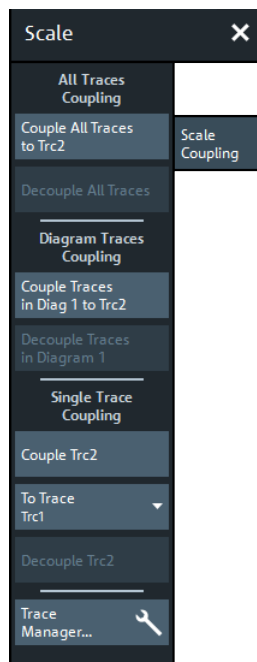 Scale
All Traces
Coupling
Couple All Traces
to Trc2
Scale
Coupling
Decouple All Traces
Diagram Traces
Coupling
Couple Traces
in Diag 1 to Trc2
Decouple Traces
in Diagram 1
Single Trace
Coupling
Couple Trc2
To Trace
Trc1
Decouple Trc2
Trace
Manager...